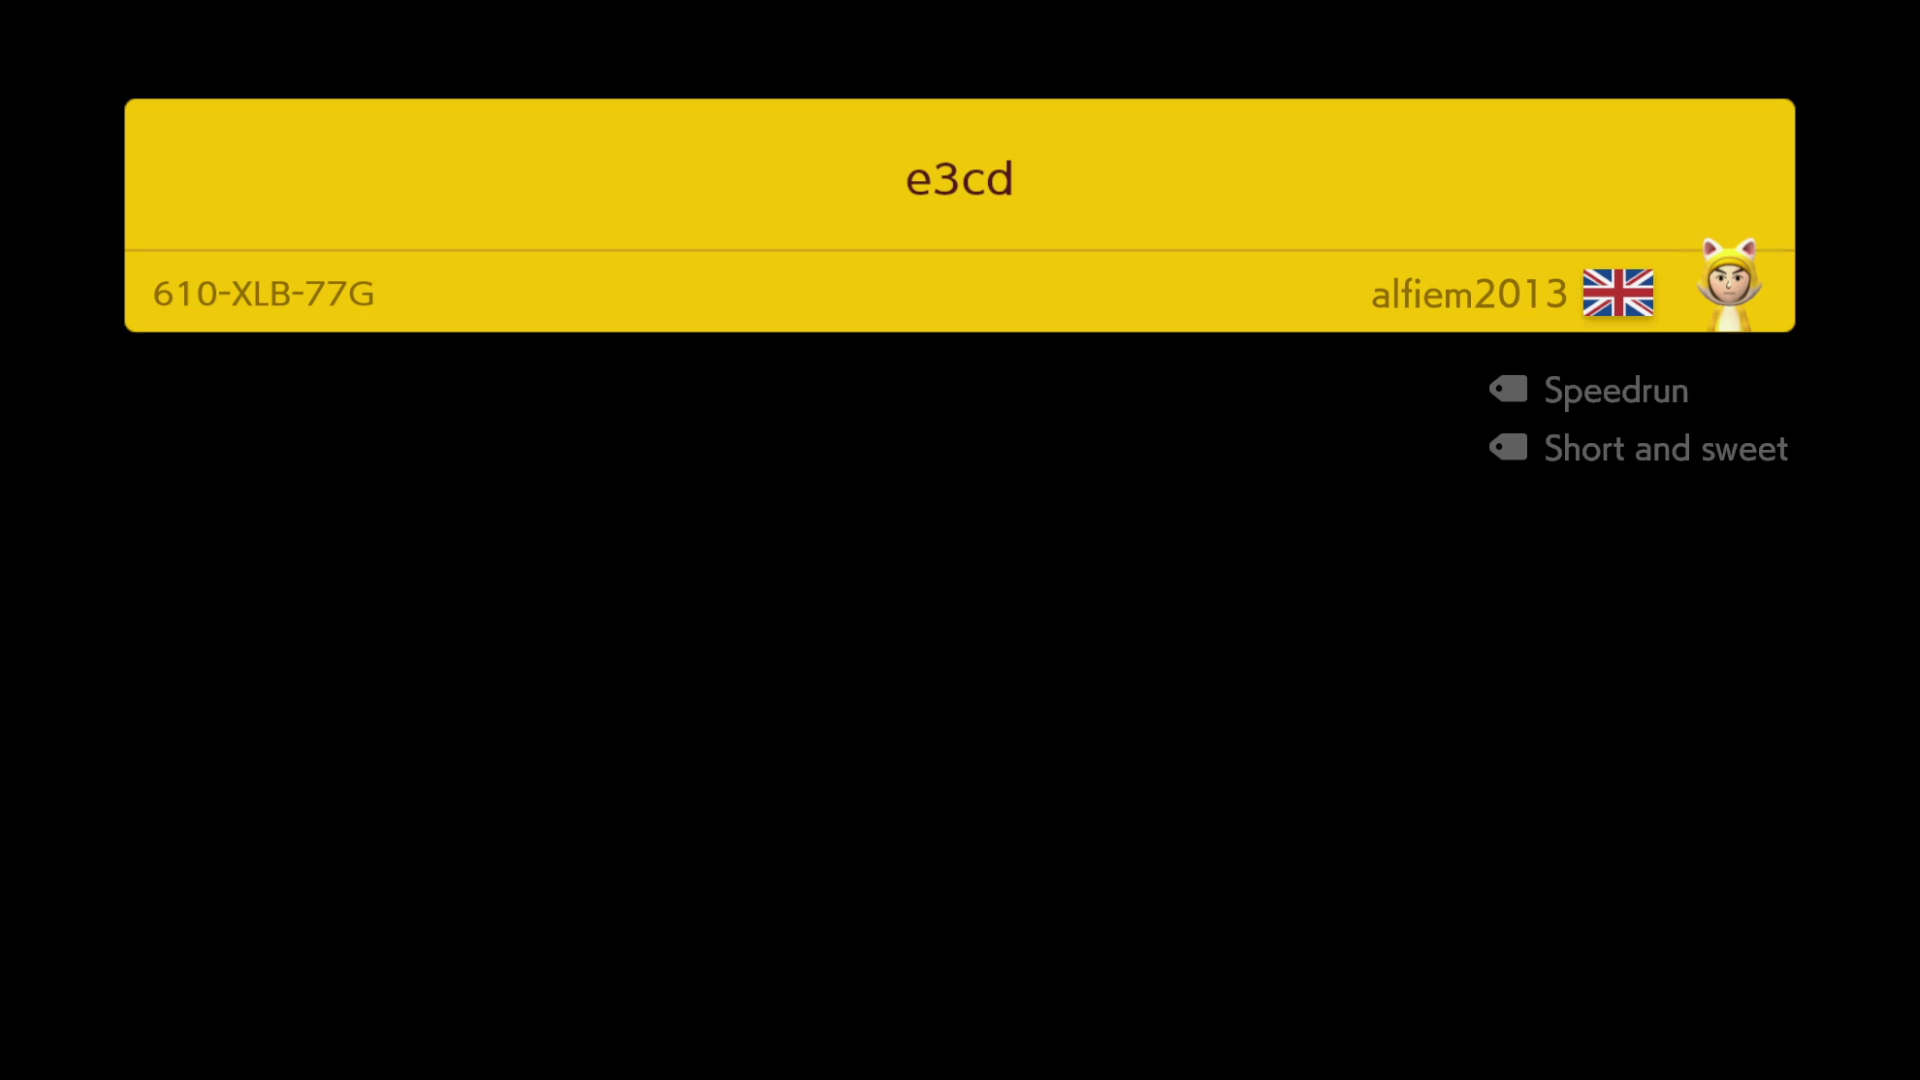 e3cd
610-XLB-77G
alfiem2013
Speedrun
Short and sweet